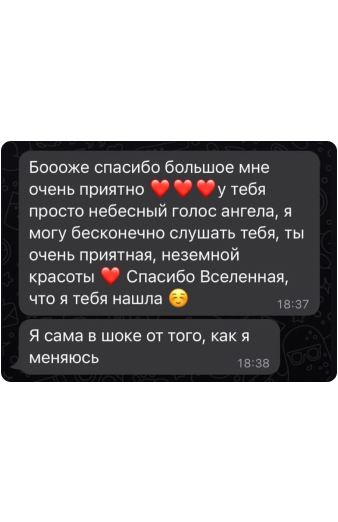 Боооже спасибо большое мне
очень приятно ❤️❤️❤️у тебя
просто небесный голос ангела, я
могу бесконечно слушать тебя, ты
очень приятная, неземной
красоты ❤️ Спасибо Вселенная,
что я тебя нашла ☺️
18:37
Я сама в шоке от того, как я
меняюсь
18:38